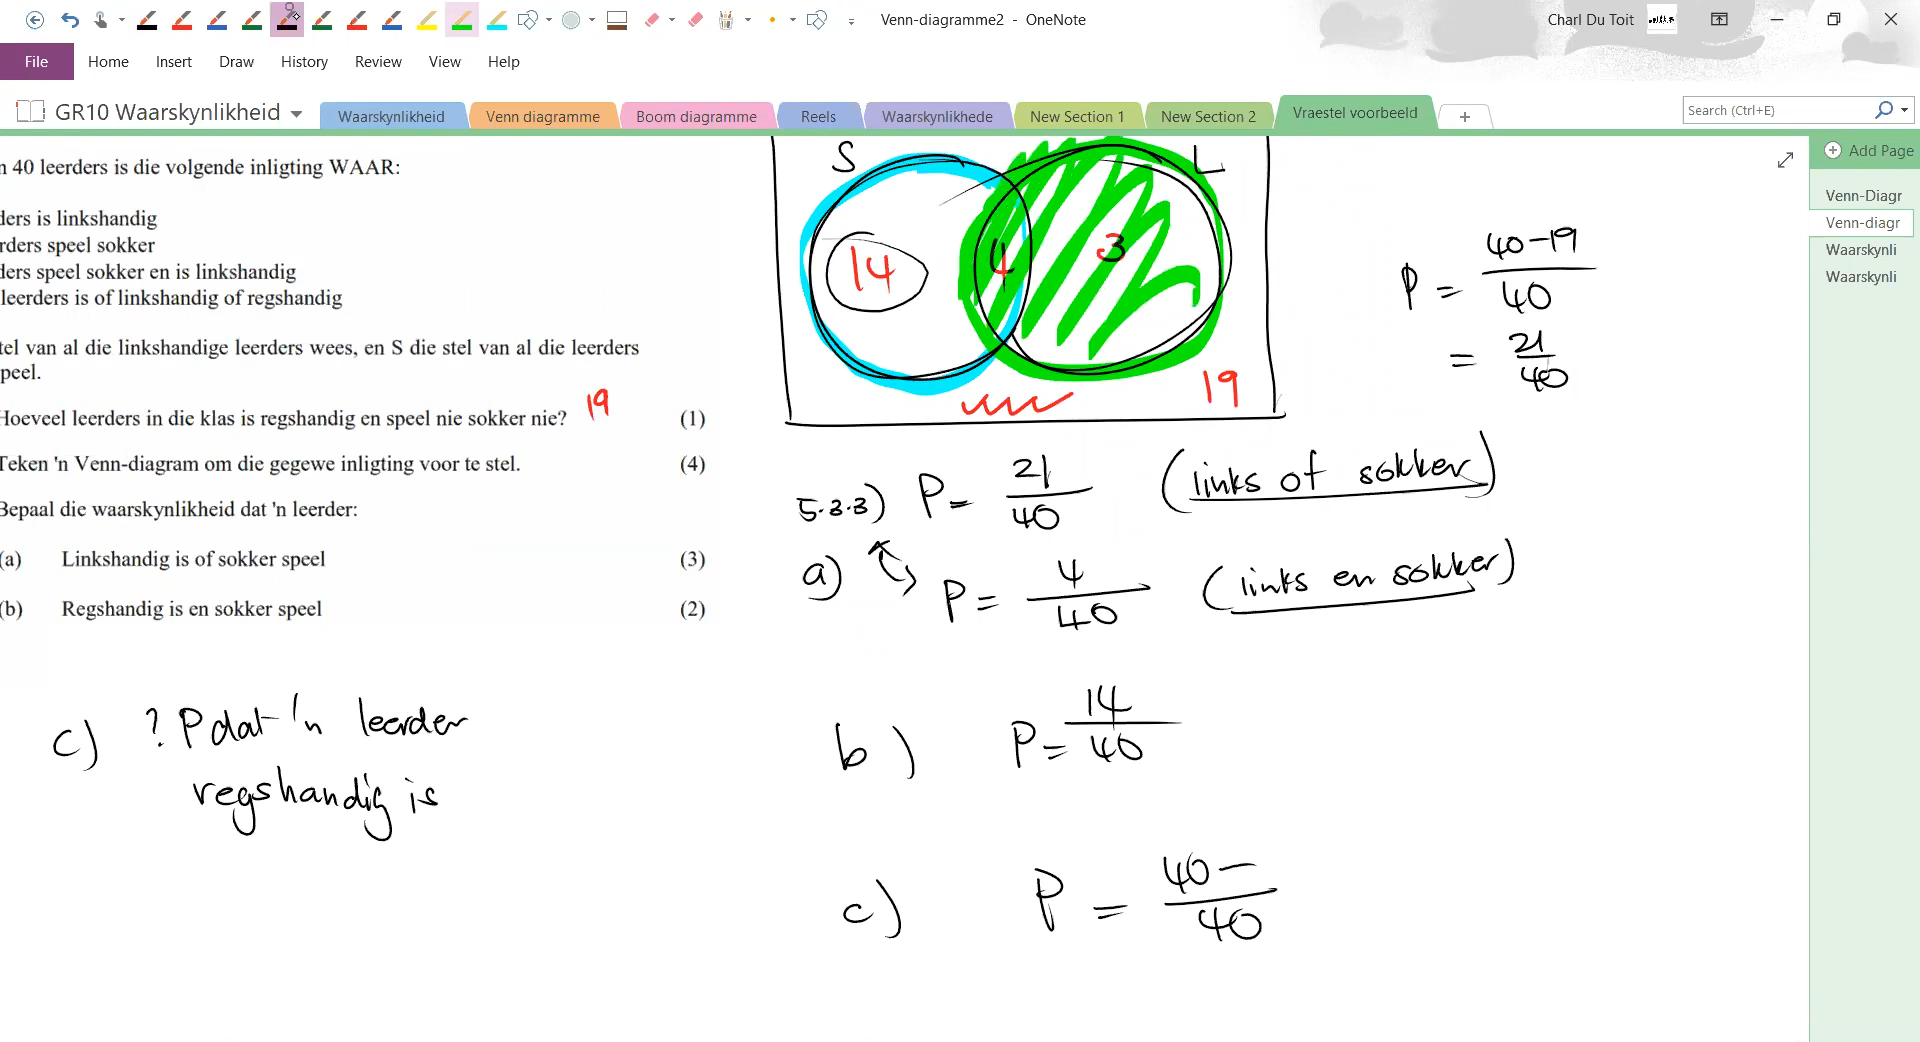 Venn-diagramme2 - OneNote
Charl Du Toit
File Home Insert Draw History Review View Help
GR10 Waarskynlikheid
Waarskynlikheid
Venn diagramme
Boom diagramme
Reels
Waarskynlikhede
New Section 1
New Section 2
Vraestel voorbeeld
+
Search (Ctrl+E)
Add Page
Venn-Diagr
Venn-diagr
Waarskynli
Waarskynli
n 40 leerders is die volgende inligting WAAR:
ders is linkshandig
rders speel sokker
ders speel sokker en is linkshandig
leerders is of linkshandig of regshandig
tel van al die linkshandige leerders wees, en S die stel van al die leerders
peel.
Hoeveel leerders in die klas is regshandig en speel nie sokker nie? 19 (1)
Teken 'n Venn-diagram om die gegewe inligting voor te stel. (4)
Bepaal die waarskynlikheid dat 'n leerder:
(a) Linkshandig is of sokker speel (3)
(b) Regshandig is en sokker speel (2)
c) ? P dat 'n leerder
regshandig is
S L
14 4 3
19
P = 40-19
40
= 21
40
5.3.3) P = 21
40
(links of sokker)
a) P = 4
40
(links en sokker)
b) P = 14
40
c) P = 40 -
40